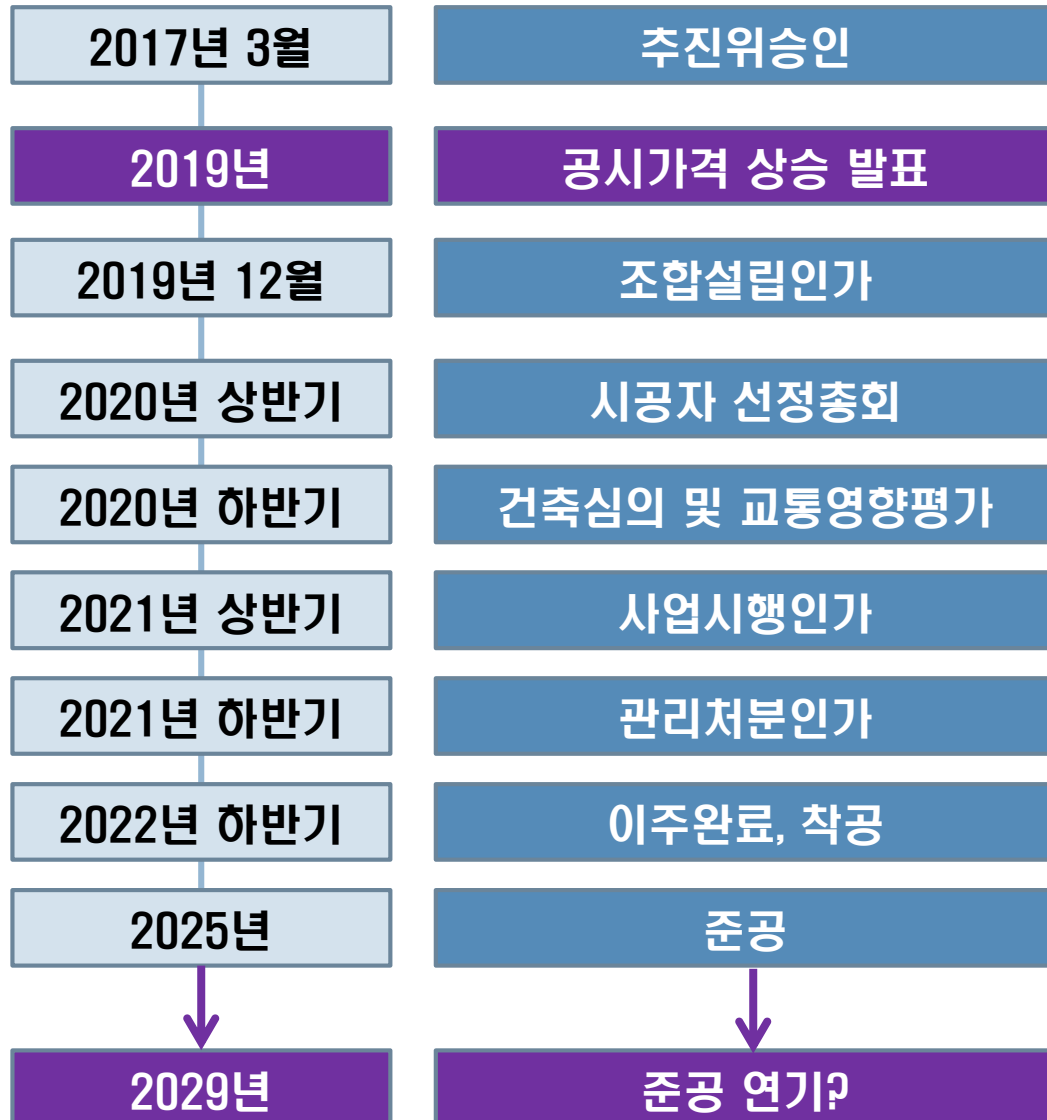 2017년 3월 추진위승인
2019년 공시가격 상승 발표
2019년 12월 조합설립인가
2020년 상반기 시공자 선정총회
2020년 하반기 건축심의 및 교통영향평가
2021년 상반기 사업시행인가
2021년 하반기 관리처분인가
2022년 하반기 이주완료, 착공
2025년 준공
2029년 준공 연기?